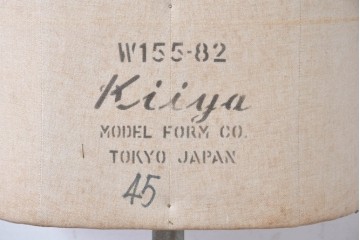 W155-82
Kiiya
MODEL FORM CO.
TOKYO JAPAN
45